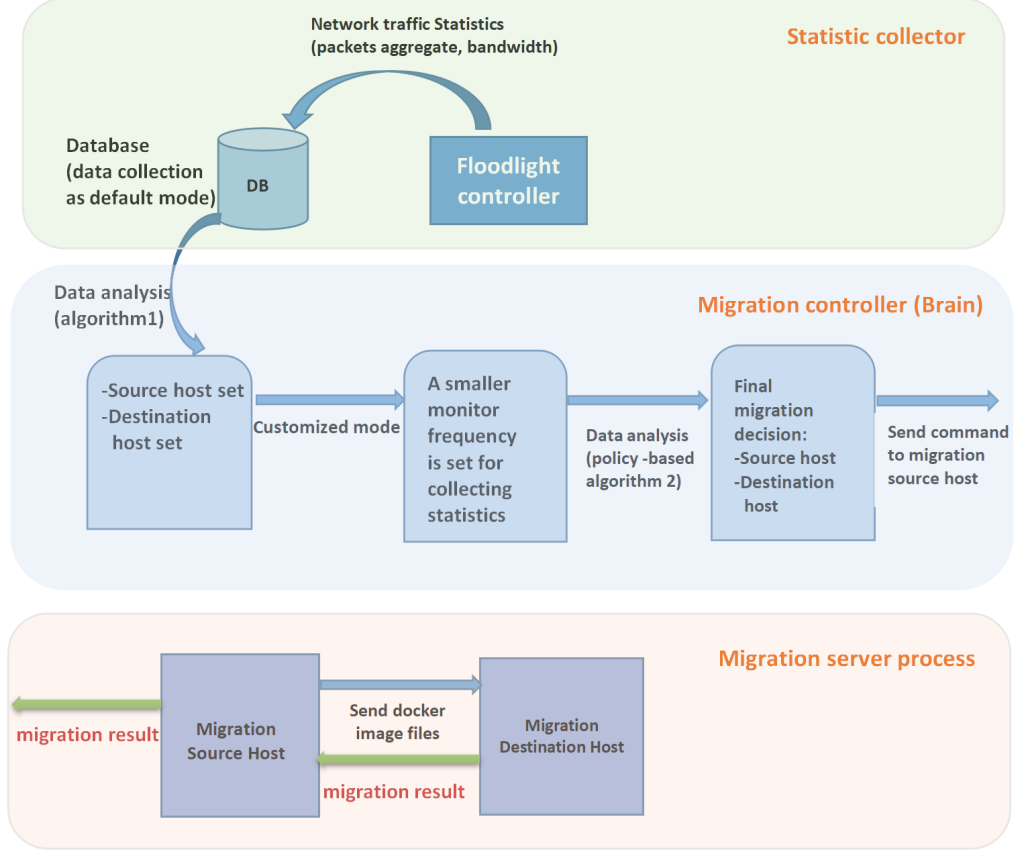 Network traffic Statistics
(packets aggregate, bandwidth)
Statistic collector
Database
(data collection
as default mode)
DB
Floodlight
controller
Data analysis
(algorithm1)
Migration controller (Brain)
-Source host set
-Destination
host set
Customized mode
A smaller
monitor
frequency
is set for
collecting
statistics
Data analysis
(policy -based
algorithm 2)
Final
migration
decision:
-Source host
-Destination
host
Send command
to migration
source host
Migration server process
migration result
Migration
Source Host
Send docker
image files
migration result
Migration
Destination Host